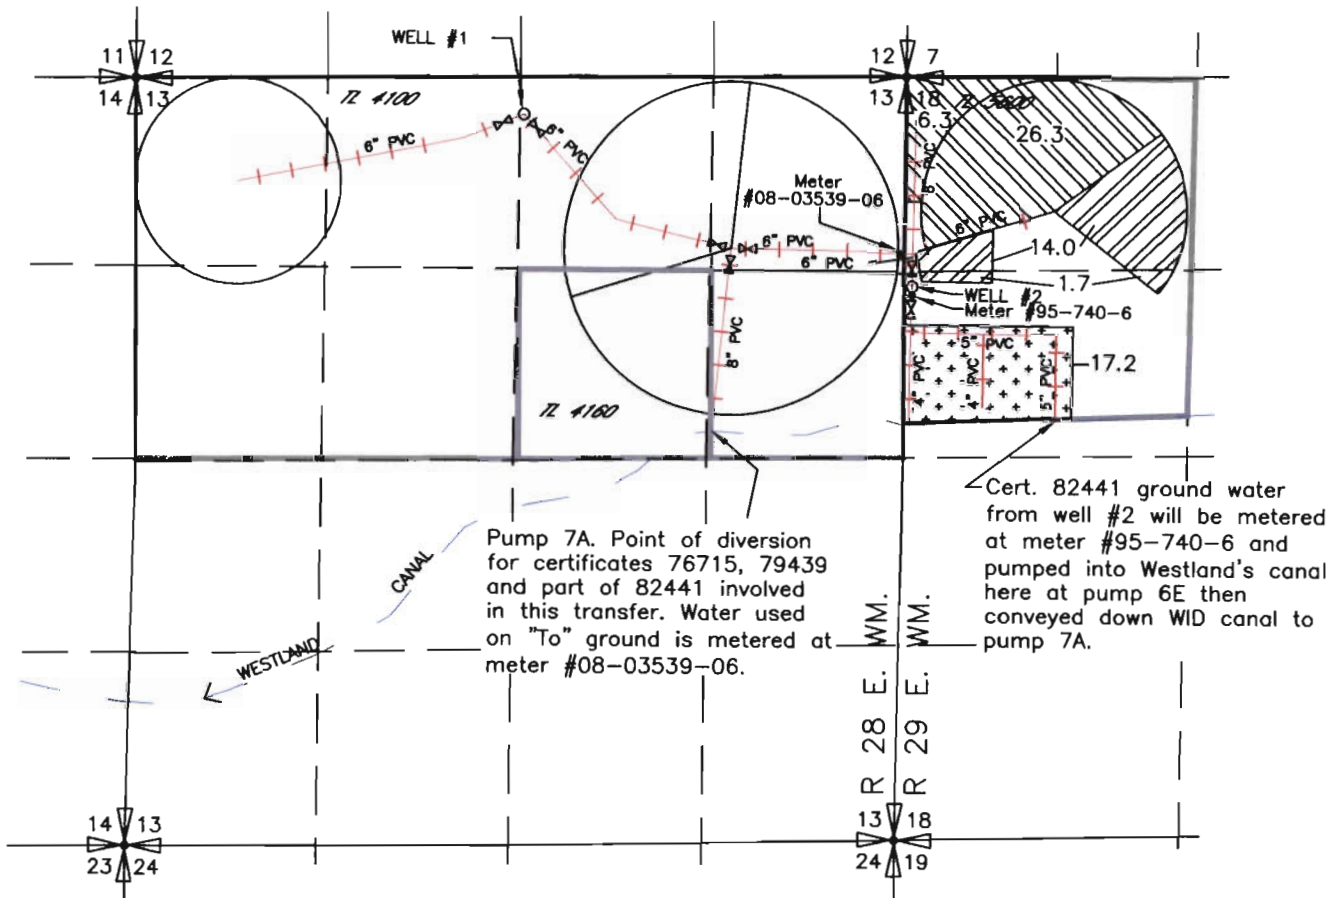 WELL #1
11 12
14 13
12 7
13 18
TL 4100
6.3
26.3
6" PVC
6" PVC
Meter
#08-03539-06
6" PVC
6" PVC
6" PVC
14.0
1.7
WELL #2
Meter #95-740-6
8" PVC
5" PVC
4" PVC
4" PVC
5" PVC
17.2
TL 4160
Pump 7A. Point of diversion
for certificates 76715, 79439
and part of 82441 involved
in this transfer. Water used
on "To" ground is metered at
meter #08-03539-06.
Cert. 82441 ground water
from well #2 will be metered
at meter #95-740-6 and
pumped into Westland's canal
here at pump 6E then
conveyed down WID canal to
pump 7A.
CANAL
WESTLAND
R 28 E. WM.
R 29 E. WM.
14 13
23 24
13 18
24 19